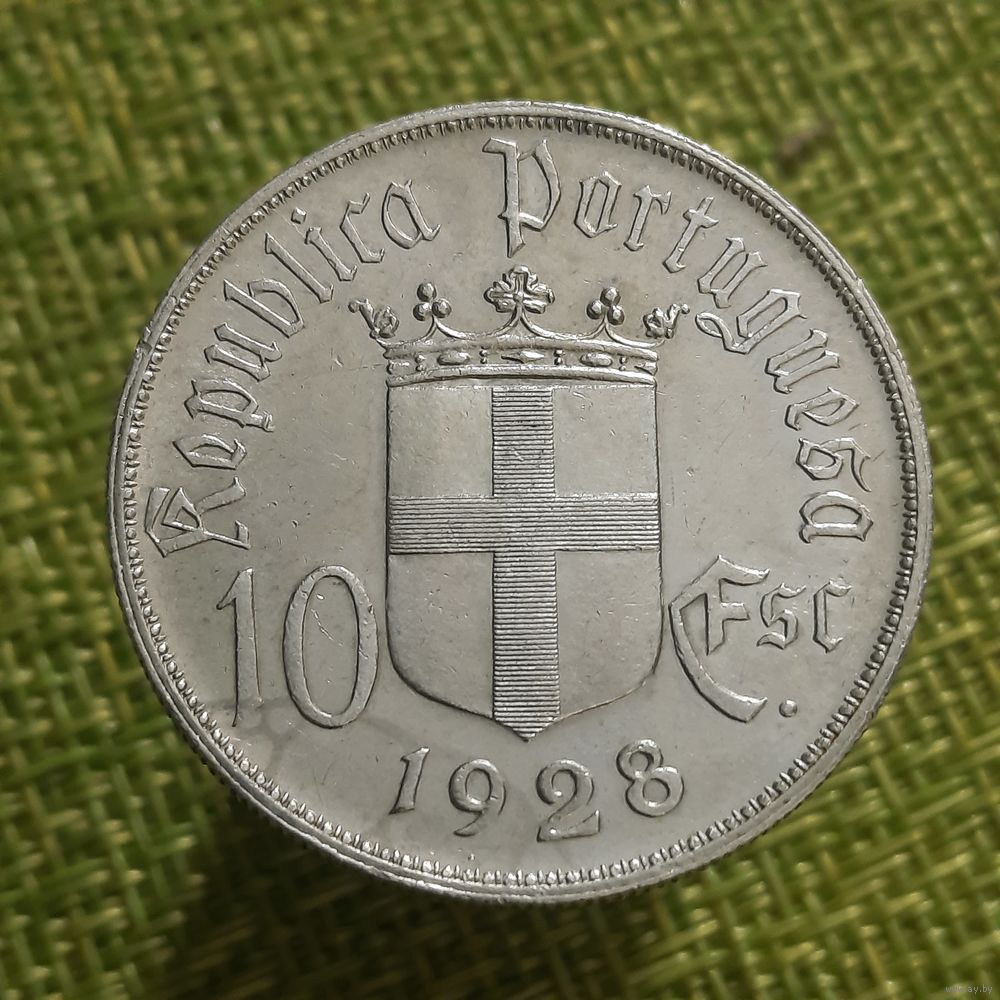 Republica Portuguesa
10 Esc.
1928